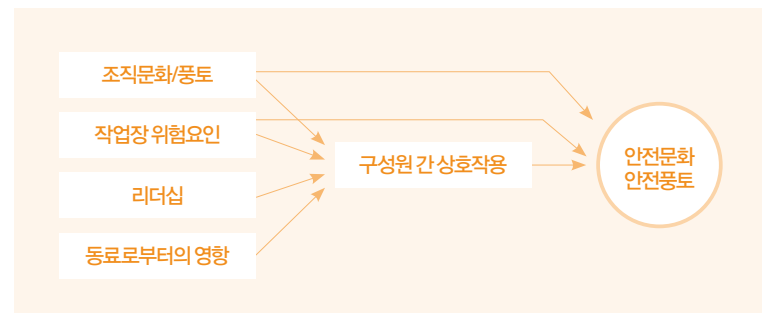 조직문화/풍토
작업장 위험요인
리더십
동료로부터의 영향
구성원 간 상호작용
안전문화
안전풍토